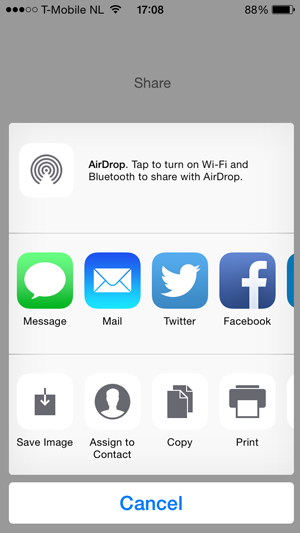 T-Mobile NL 17:08 88%
Share
AirDrop. Tap to turn on Wi-Fi and
Bluetooth to share with AirDrop.
Message Mail Twitter Facebook
Save Image Assign to Contact Copy Print
Cancel